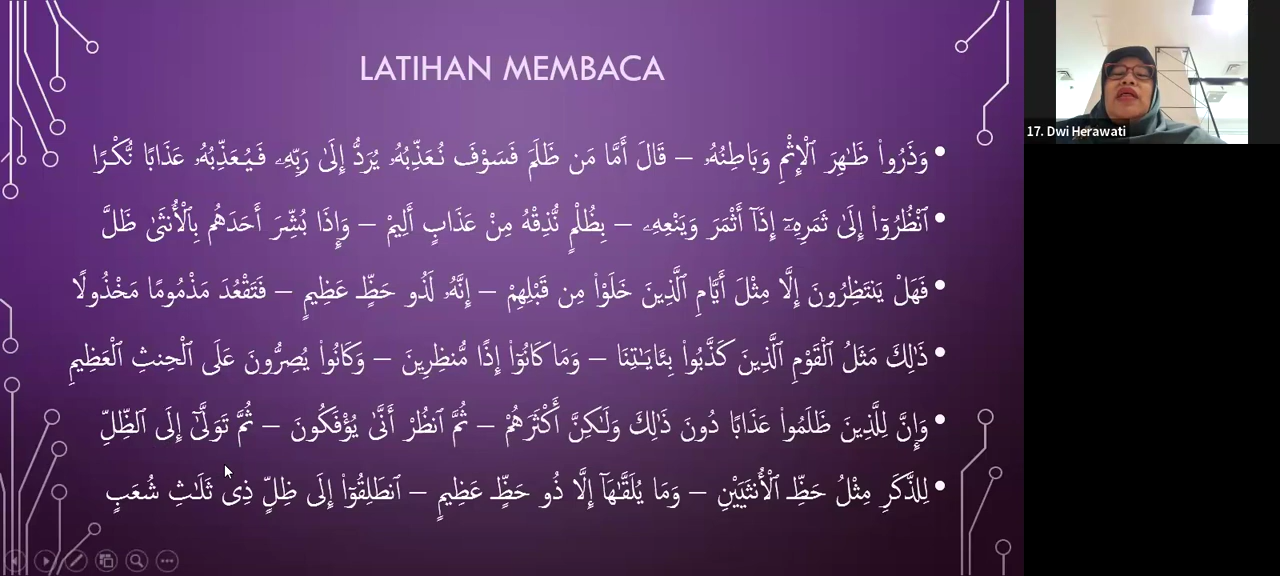 LATIHAN MEMBACA
17. Dwi Herawati
وَذَرُوا۟ ظَـٰهِرَ ٱلْإِثْمِ وَبَاطِنَهُۥ – قَالَ أَمَّا مَن ظَلَمَ فَسَوْفَ نُعَذِّبُهُۥ يُرَدُّ إِلَىٰ رَبِّهِۦ فَيُعَذِّبُهُۥ عَذَابًا نُّكْرًا
ٱنْظُرُوٓا۟ إِلَىٰ ثَمَرِهِۦٓ إِذَآ أَثْمَرَ وَيَنْعِهِۦ – بِظُلْمٍ نُّذِقْهُ مِنْ عَذَابٍ أَلِيمْ – وَإِذَا بُشِّرَ أَحَدَهُم بِٱلْأُنثَىٰ ظَلَّ
فَهَلْ يَنتَظِرُونَ إِلَّا مِثْلَ أَيَّامِ ٱلَّذِينَ خَلَوْا۟ مِن قَبْلِهِمْ – إِنَّهُۥ لَذُو حَظٍّ عَظِيمٍ – فَتَقْعُدَ مَذْمُومًا مَخْذُولًا
ذَٰلِكَ مَثَلُ ٱلْقَوْمِ ٱلَّذِينَ كَذَّبُوا۟ بِـَٔايَـٰتِنَا – وَمَا كَانُوٓا۟ إِذًا مُّنظِرِينَ – وَكَانُوا۟ يُصِرُّونَ عَلَى ٱلْحِنثِ ٱلْعَظِيمِ
وَإِنَّ لِلَّذِينَ ظَلَمُوا۟ عَذَابًا دُونَ ذَٰلِكَ وَلَـٰكِنَّ أَكْثَرَهُمْ – ثُمَّ ٱنظُرْ أَنَّىٰ يُؤْفَكُونَ – ثُمَّ تَوَلَّىٰٓ إِلَى ٱلظِّلِّ
لِلذَّكَرِ مِثْلُ حَظِّ ٱلْأُنثَيَيْنِ – وَمَا يُلَقَّىٰهَآ إِلَّا ذُو حَظٍّ عَظِيمٍ – ٱنطَلِقُوٓا۟ إِلَى ظِلٍّ ذِى ثَلَـٰثِ شُعَبٍ